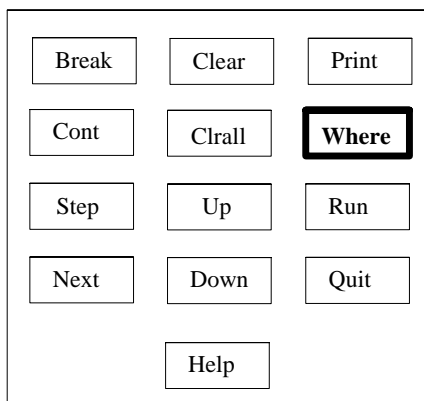 Break Clear Print
Cont Clrall Where
Step Up Run
Next Down Quit
Help